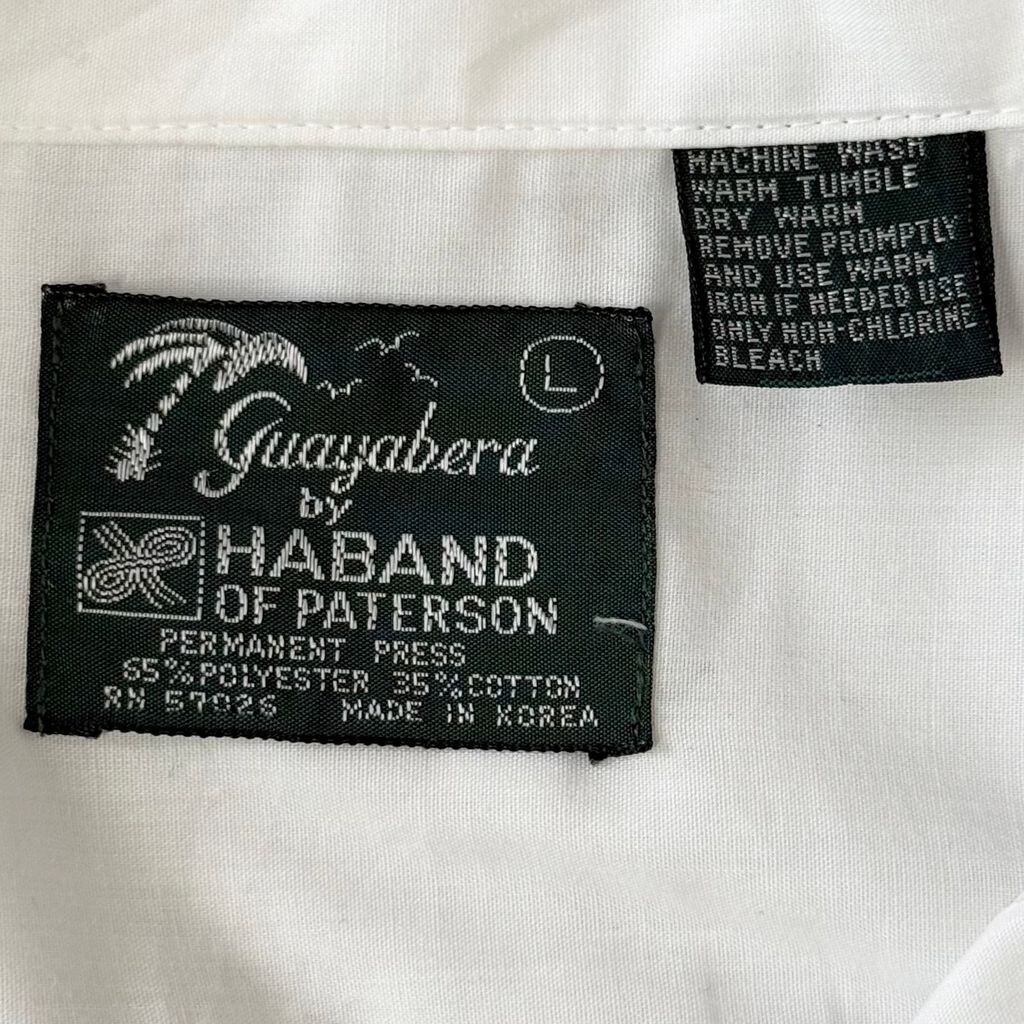 MACHINE WASH
WARM TUMBLE
DRY WARM
REMOVE PROMPTLY
AND USE WARM
IRON IF NEEDED USE
ONLY NON-CHLORINE
BLEACH
L
Guayabera
by
HABAND
OF PATERSON
PERMANENT PRESS
65% POLYESTER 35% COTTON
RN 57026 MADE IN KOREA